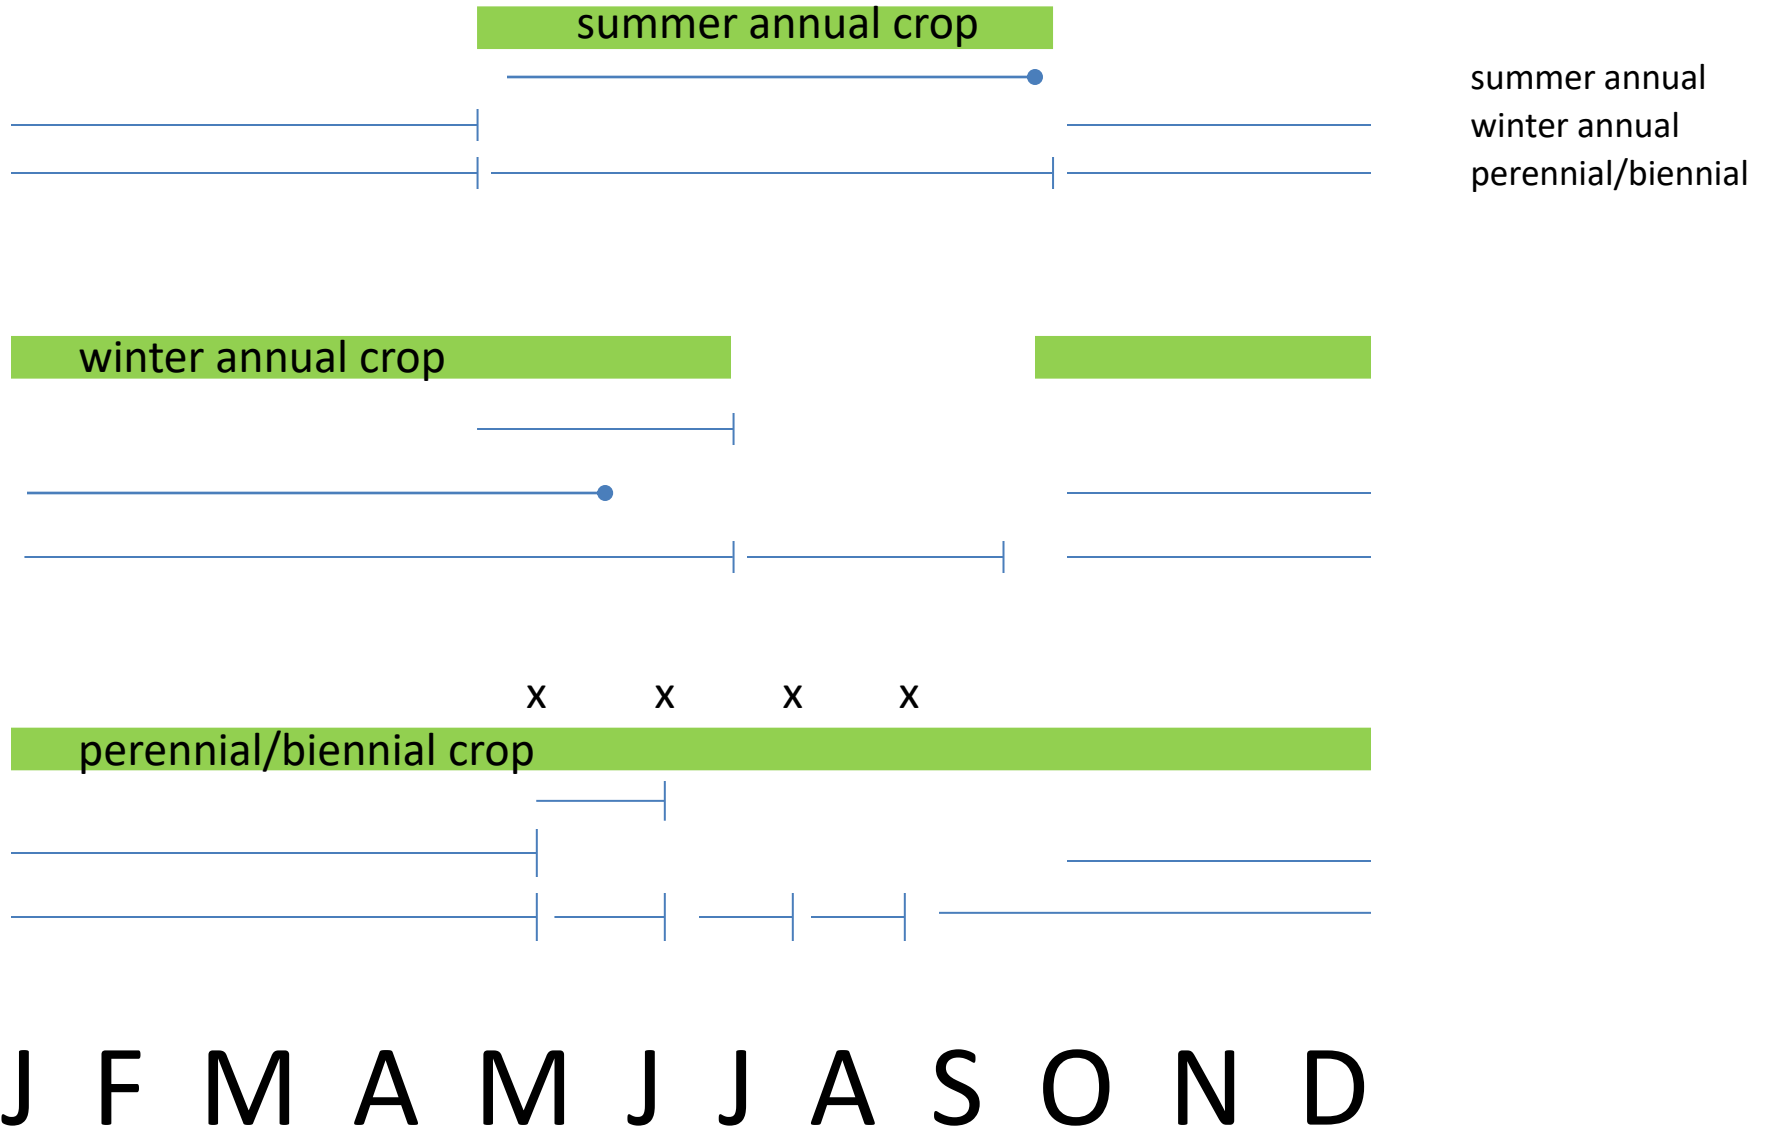 summer annual crop
summer annual
winter annual
perennial/biennial
winter annual crop
x x x x
perennial/biennial crop
J F M A M J J A S O N D